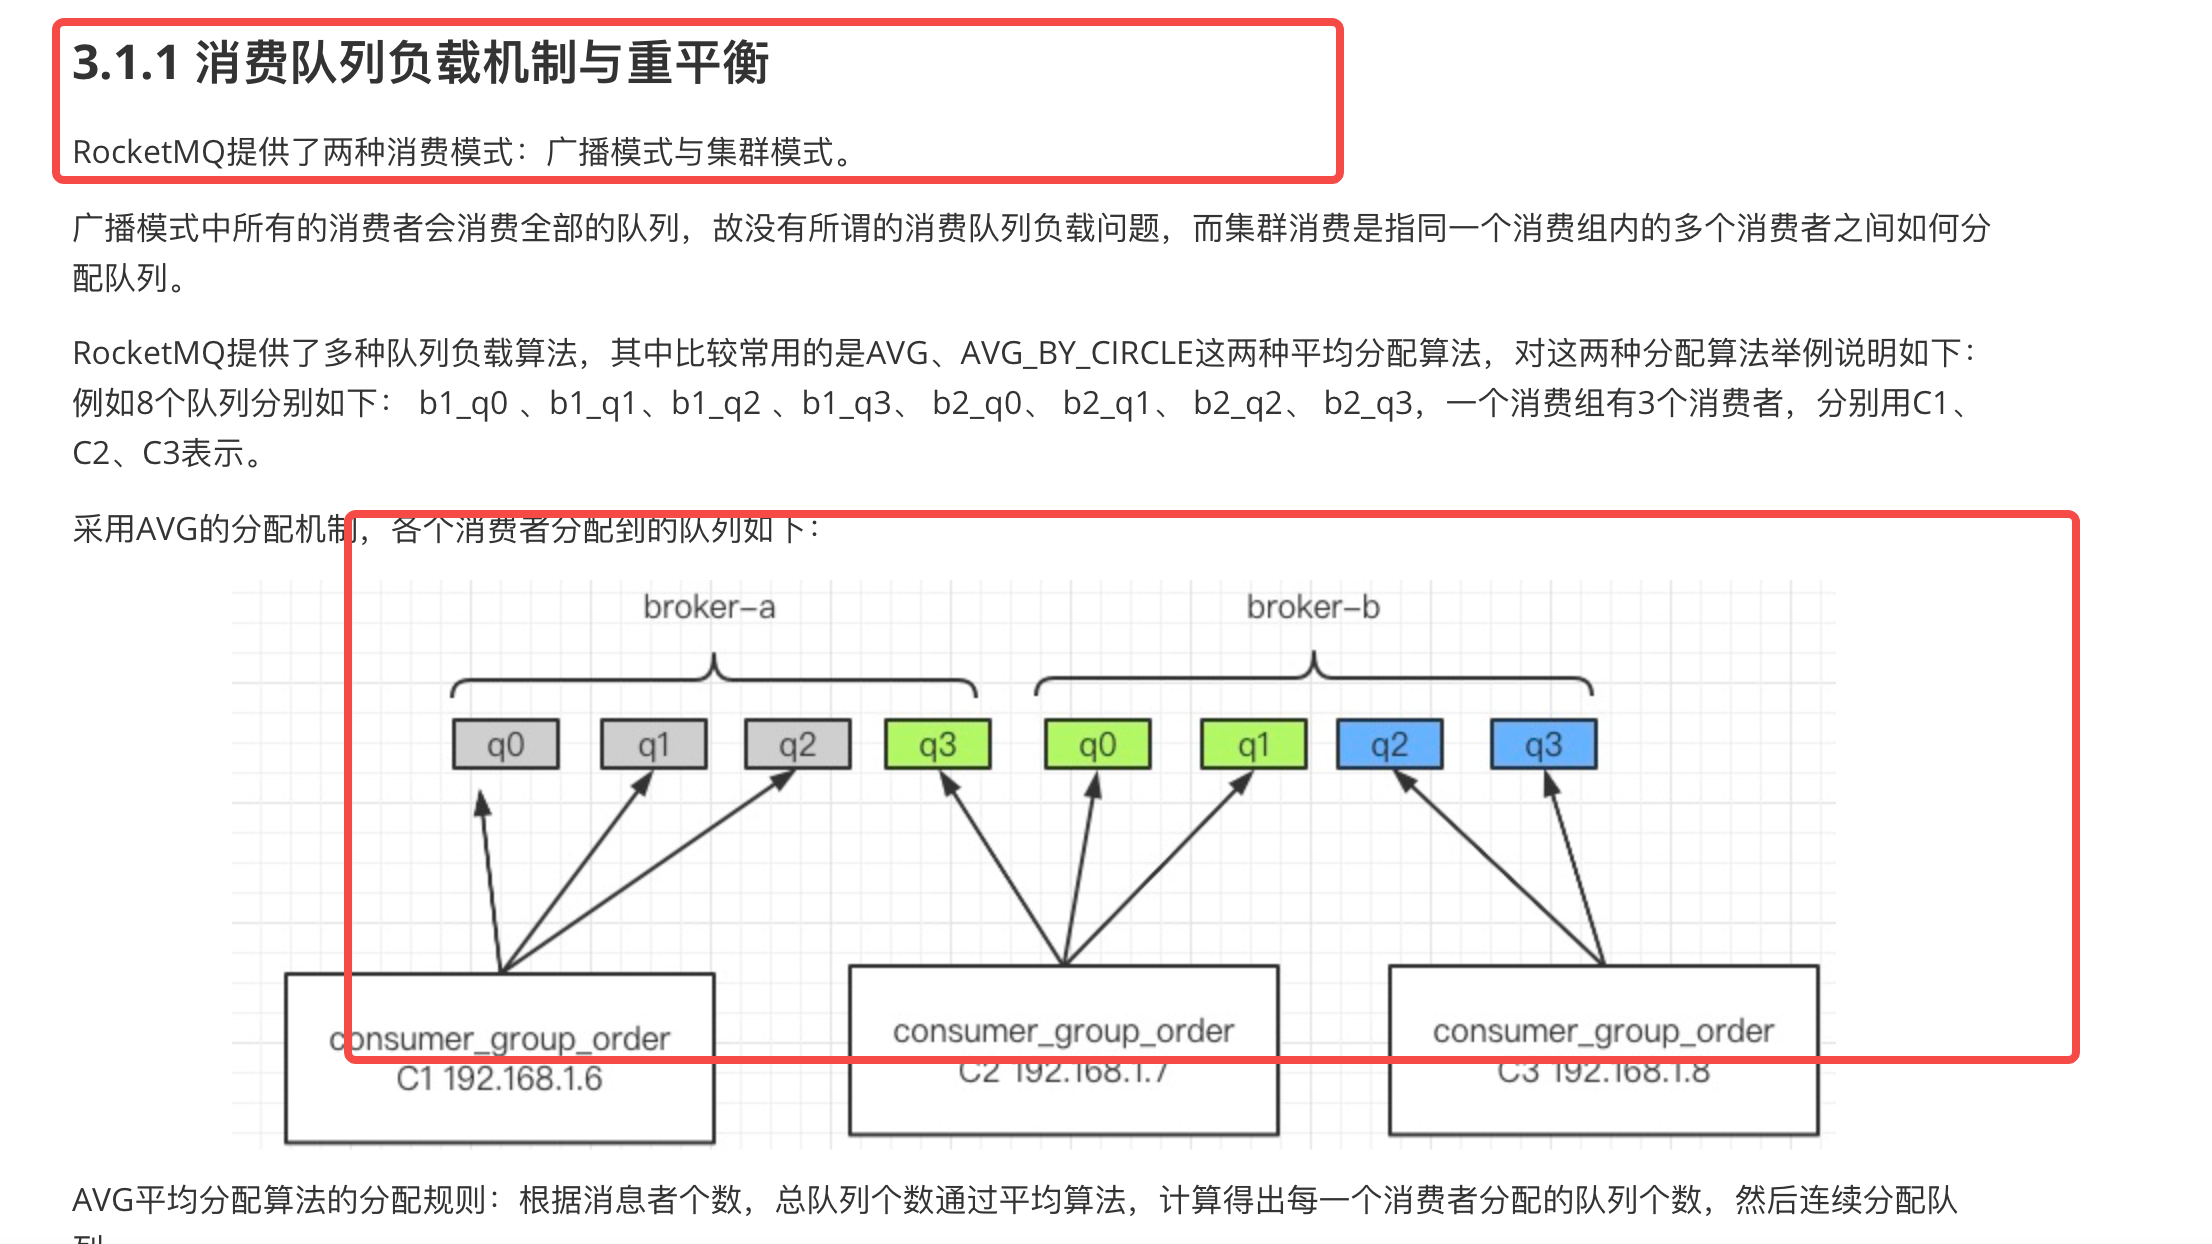 3.1.1 消费队列负载机制与重平衡
RocketMQ提供了两种消费模式：广播模式与集群模式。
广播模式中所有的消费者会消费全部的队列，故没有所谓的消费队列负载问题，而集群消费是指同一个消费组内的多个消费者之间如何分
配队列。
RocketMQ提供了多种队列负载算法，其中比较常用的是AVG、AVG_BY_CIRCLE这两种平均分配算法，对这两种分配算法举例说明如下：
例如8个队列分别如下： b1_q0 、b1_q1、b1_q2 、b1_q3、 b2_q0、 b2_q1、 b2_q2、 b2_q3，一个消费组有3个消费者，分别用C1、
C2、C3表示。
采用AVG的分配机制，各个消费者分配到的队列如下：
broker-a broker-b
q0 q1 q2 q3 q0 q1 q2 q3
consumer_group_order consumer_group_order consumer_group_order
C1 192.168.1.6 C2 192.168.1.7 C3 192.168.1.8
AVG平均分配算法的分配规则：根据消息者个数，总队列个数通过平均算法，计算得出每一个消费者分配的队列个数，然后连续分配队